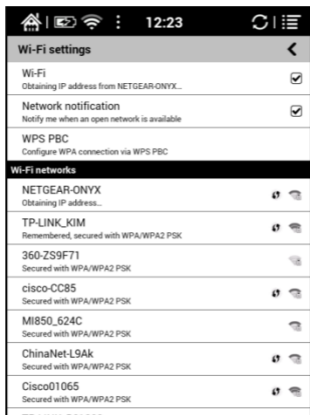 12:23
Wi-Fi settings
Wi-Fi
Obtaining IP address from NETGEAR-ONYX...
Network notification
Notify me when an open network is available
WPS PBC
Configure WPA connection via WPS PBC
Wi-Fi networks
NETGEAR-ONYX
Obtaining IP address...
TP-LINK_KIM
Remembered, secured with WPA/WPA2 PSK
360-ZS9F71
Secured with WPA/WPA2 PSK
cisco-CC85
Secured with WPA/WPA2 PSK
MI850_624C
Secured with WPA/WPA2 PSK
ChinaNet-L9Ak
Secured with WPA/WPA2 PSK
Cisco01065
Secured with WPA/WPA2 PSK